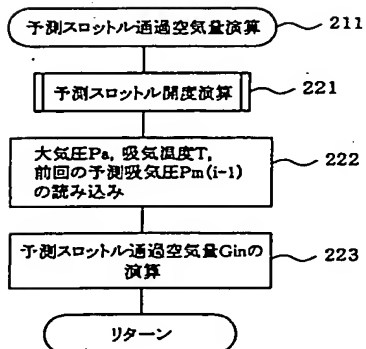 予測スロットル通過空気量演算
211
予測スロットル開度演算
221
大気圧Pa, 吸気温度T,
前回の予測吸気圧Pm(i-1)
の読み込み
222
予測スロットル通過空気量Ginの
演算
223
リターン